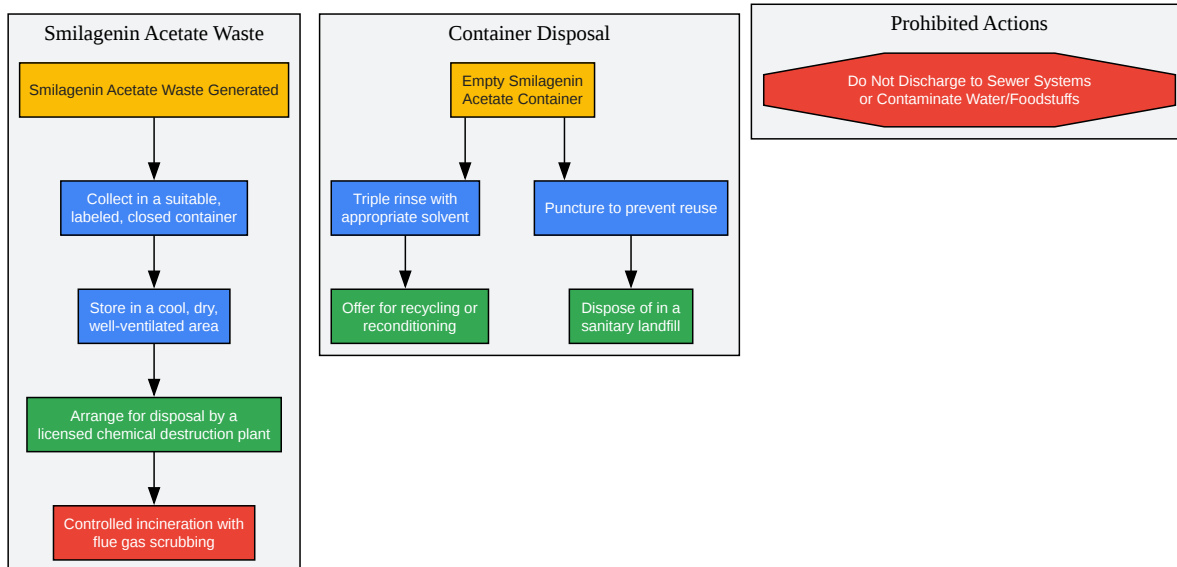 Smilagenin Acetate Waste
Smilagenin Acetate Waste Generated
Collect in a suitable,
labeled, closed container
Store in a cool, dry,
well-ventilated area
Arrange for disposal by a
licensed chemical destruction plant
Controlled incineration with
flue gas scrubbing
Container Disposal
Empty Smilagenin
Acetate Container
Triple rinse with
appropriate solvent
Puncture to prevent reuse
Offer for recycling or
reconditioning
Dispose of in a
sanitary landfill
Prohibited Actions
Do Not Discharge to Sewer Systems
or Contaminate Water/Foodstuffs